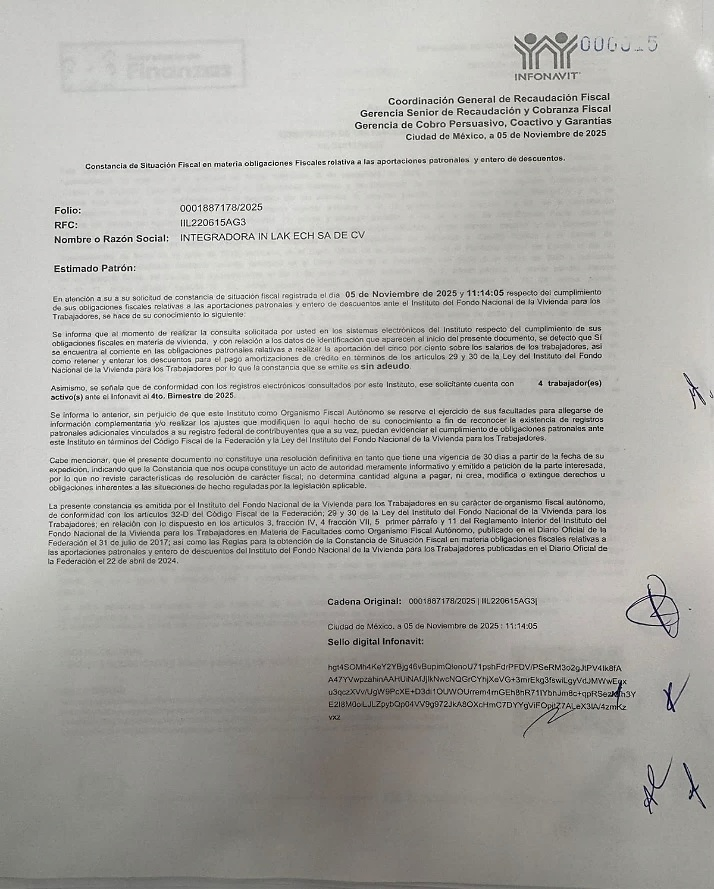 INFONAVIT
Coordinación General de Recaudación Fiscal
Gerencia Senior de Recaudación y Cobranza Fiscal
Gerencia de Cobro Persuasivo, Coactivo y Garantías
Ciudad de México, a 05 de Noviembre de 2025
Constancia de Situación Fiscal en materia obligaciones Fiscales relativa a las aportaciones patronales y entero de descuentos.
Folio: 0001887178/2025
RFC: IIL220615AG3
Nombre o Razón Social: INTEGRADORA IN LAK ECH SA DE CV
Estimado Patrón:
En atención a su a su solicitud de constancia de situación fiscal registrada el día 05 de Noviembre de 2025 y 11:14:05 respecto del cumplimiento
de sus obligaciones fiscales relativas a las aportaciones patronales y entero de descuentos ante el Instituto del Fondo Nacional de la Vivienda para los
Trabajadores, se hace de su conocimiento lo siguiente:
Se informa que al momento de realizar la consulta solicitada por usted en los sistemas electrónicos del Instituto respecto del cumplimiento de sus
obligaciones fiscales en materia de vivienda, y con relación a los datos de identificación que aparecen al inicio del presente documento, se detectó que SI
se encuentra al corriente en las obligaciones patronales relativas a realizar la aportación del cinco por ciento sobre los salarios de los trabajadores, así
como retener y enterar los descuentos para el pago amortizaciones de crédito en términos de los artículos 29 y 30 de la Ley del Instituto del Fondo
Nacional de la Vivienda para los Trabajadores por lo que la constancia que se emite es sin adeudo.
Asimismo, se señala que de conformidad con los registros electrónicos consultados por este Instituto, ese solicitante cuenta con 4 trabajador(es)
activo(s) ante el Infonavit al 4to. Bimestre de 2025.
Se informa lo anterior, sin perjuicio de que este Instituto como Organismo Fiscal Autónomo se reserve el ejercicio de sus facultades para allegarse de
información complementaria y/o realizar los ajustes que modifiquen lo aquí hecho de su conocimiento a fin de reconocer la existencia de registros
patronales adicionales vinculados a su registro federal de contribuyentes que a su vez, puedan evidenciar el cumplimiento de obligaciones patronales ante
este Instituto en términos del Código Fiscal de la Federación y la Ley del Instituto del Fondo Nacional de la Vivienda para los Trabajadores.
Cabe mencionar, que el presente documento no constituye una resolución definitiva en tanto que tiene una vigencia de 30 días a partir de la fecha de su
expedición, indicando que la Constancia que nos ocupa constituye un acto de autoridad meramente informativo y emitido a petición de la parte interesada,
por lo que no reviste características de resolución de carácter fiscal; no determina cantidad alguna a pagar, ni crea, modifica o extingue derechos u
obligaciones inherentes a las situaciones de hecho reguladas por la legislación aplicable.
La presente constancia es emitida por el Instituto del Fondo Nacional de la Vivienda para los Trabajadores en su carácter de organismo fiscal autónomo,
de conformidad con los artículos 32-D del Código Fiscal de la Federación; 29 y 30 de la Ley del Instituto del Fondo Nacional de la Vivienda para los
Trabajadores; en relación con lo dispuesto en los artículos 3, fracción IV, 4 fracción VII, 5 primer párrafo y 11 del Reglamento Interior del Instituto del
Fondo Nacional de la Vivienda para los Trabajadores en Materia de Facultades como Organismo Fiscal Autónomo, publicado en el Diario Oficial de la
Federación el 31 de julio de 2017; así como las Reglas para la obtención de la Constancia de Situación Fiscal en materia obligaciones fiscales relativas a
las aportaciones patronales y entero de descuentos del Instituto del Fondo Nacional de la Vivienda para los Trabajadores publicadas en el Diario Oficial de
la Federación el 22 de abril de 2024.
Cadena Original: 0001887178/2025 | IIL220615AG3|
Ciudad de México, a 05 de Noviembre de 2025 | 11:14:05
Sello digital Infonavit: